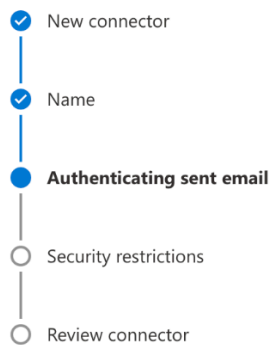 New connector
Name
Authenticating sent email
Security restrictions
Review connector